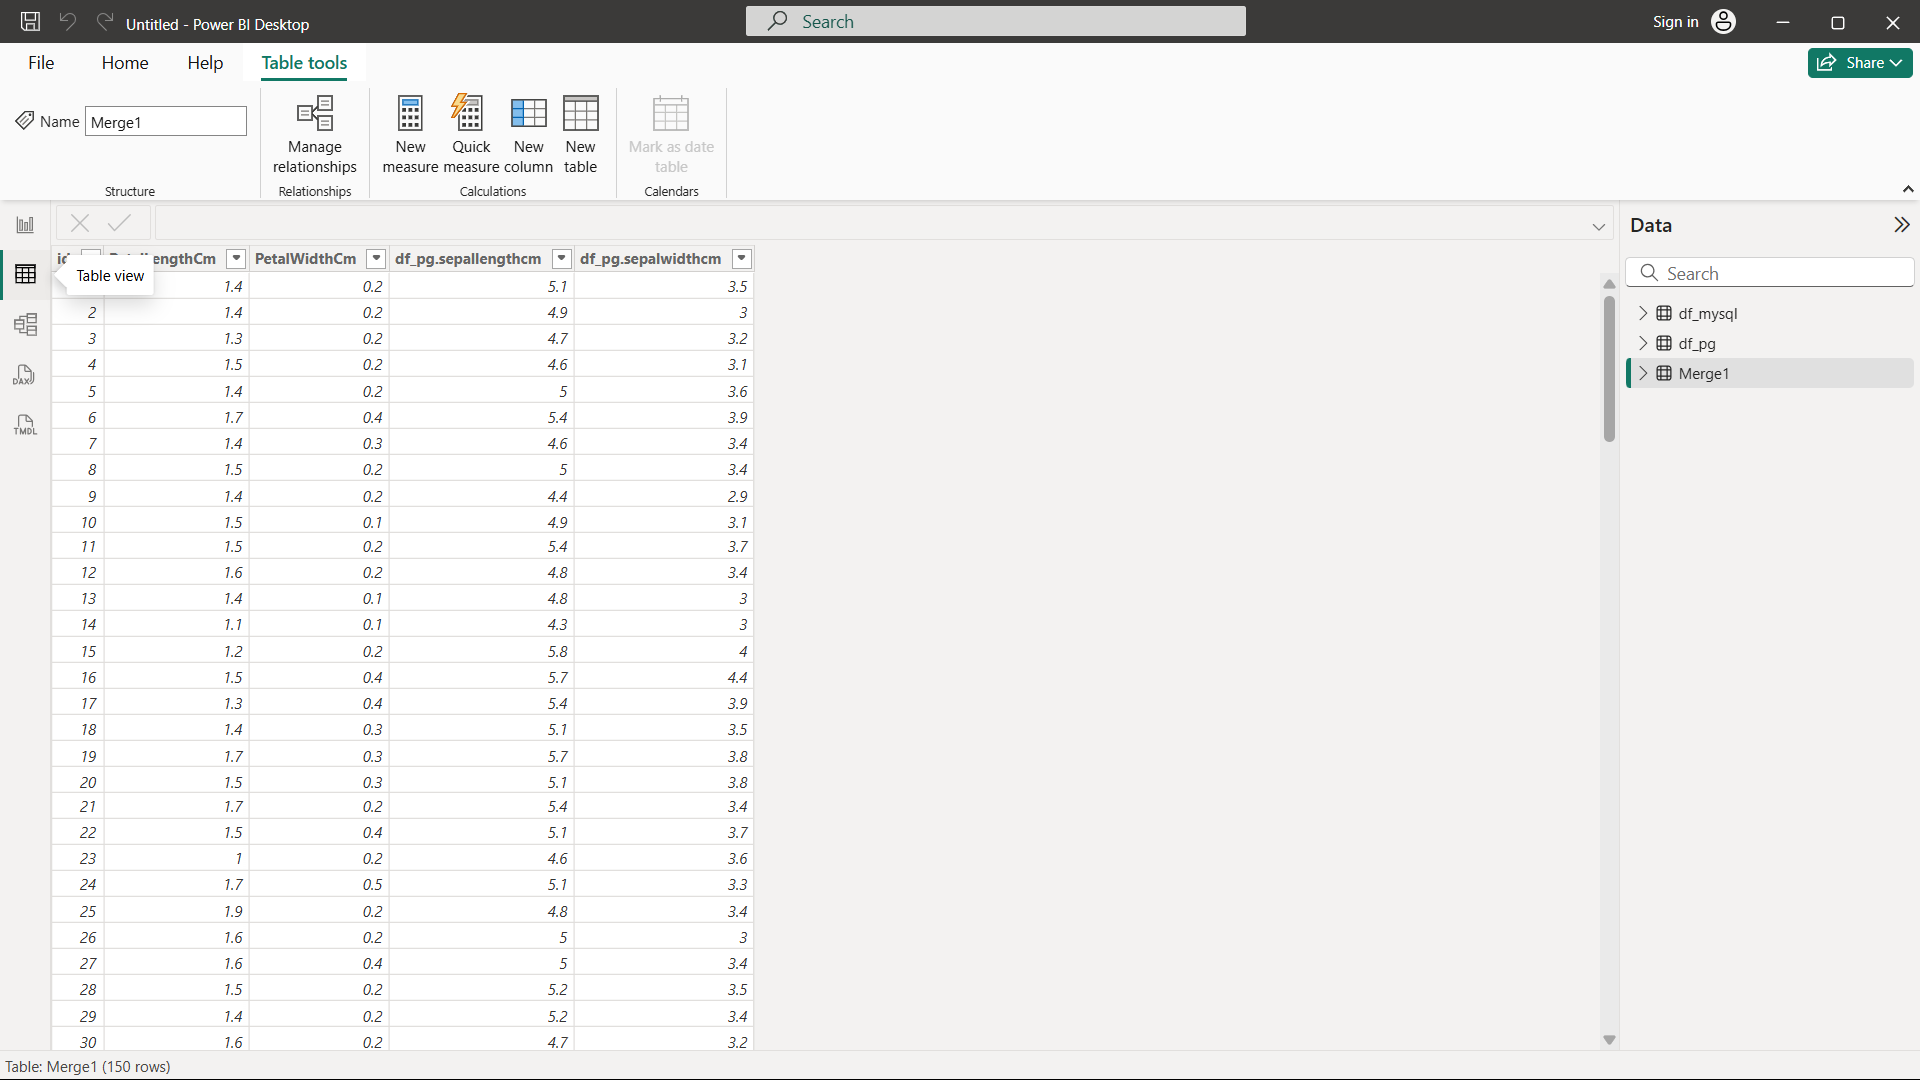 Untitled - Power BI Desktop
Search
Sign in
File
Home
Help
Table tools
Share
Name
Merge1
Manage
relationships
New
measure
Quick
measure
New
column
New
table
Mark as date
table
Structure
Relationships
Calculations
Calendars
Data
PetalWidthCm df_pg.sepallengthcm df_pg.sepalwidthcm
Table view
Search
1.4 0.2 5.1 3.5
2 1.4 0.2 4.9 3
3 1.3 0.2 4.7 3.2
4 1.5 0.2 4.6 3.1
5 1.4 0.2 5 3.6
6 1.7 0.4 5.4 3.9
7 1.4 0.3 4.6 3.4
8 1.5 0.2 5 3.4
9 1.4 0.2 4.4 2.9
10 1.5 0.1 4.9 3.1
11 1.5 0.2 5.4 3.7
12 1.6 0.2 4.8 3.4
13 1.4 0.1 4.8 3
14 1.1 0.1 4.3 3
15 1.2 0.2 5.8 4
16 1.5 0.4 5.7 4.4
17 1.3 0.4 5.4 3.9
18 1.4 0.3 5.1 3.5
19 1.7 0.3 5.7 3.8
20 1.5 0.3 5.1 3.8
21 1.7 0.2 5.4 3.4
22 1.5 0.4 5.1 3.7
23 1 0.2 4.6 3.6
24 1.7 0.5 5.1 3.3
25 1.9 0.2 4.8 3.4
26 1.6 0.2 5 3
27 1.6 0.4 5 3.4
28 1.5 0.2 5.2 3.5
29 1.4 0.2 5.2 3.4
30 1.6 0.2 4.7 3.2
df_mysql
df_pg
Merge1
DAX
TMDL
Table: Merge1 (150 rows)